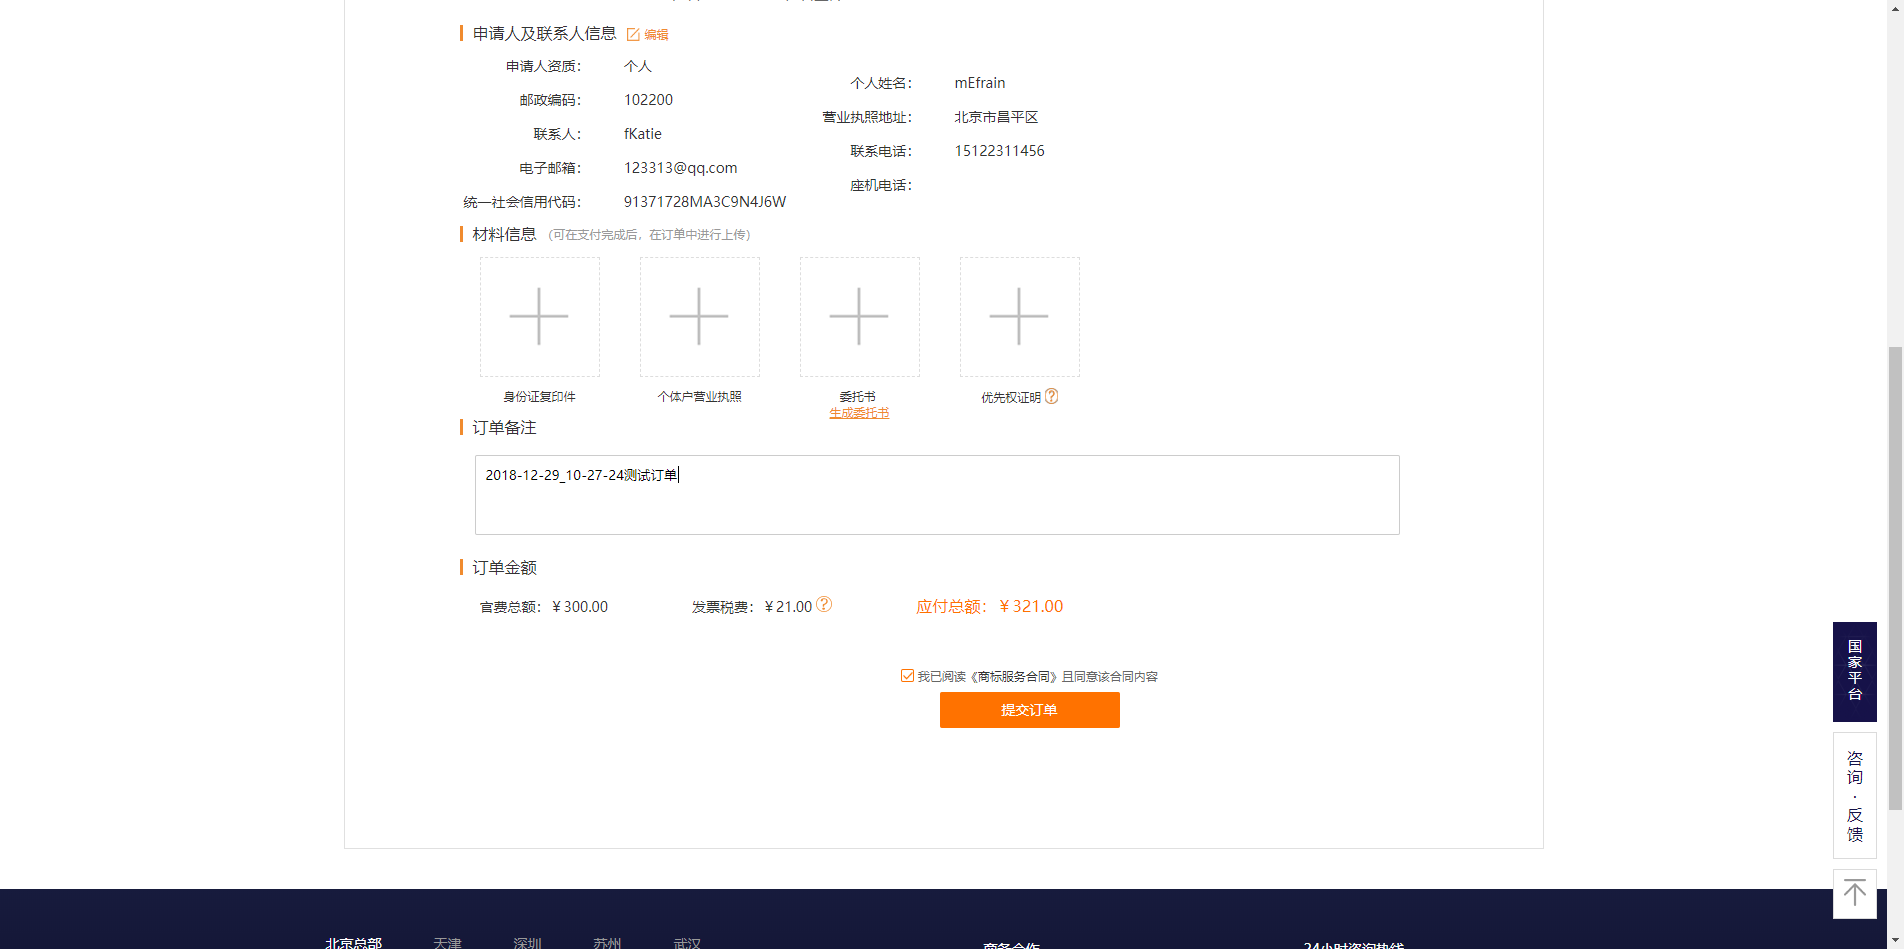 申请人及联系人信息 编辑
申请人资质： 个人
个人姓名： mEfrain
邮政编码： 102200
营业执照地址： 北京市昌平区
联系人： fKatie
联系电话： 15122311456
电子邮箱： 123313@qq.com
座机电话：
统一社会信用代码： 91371728MA3C9N4J6W
材料信息 (可在支付完成后，在订单中进行上传)
身份证复印件 个体户营业执照 委托书 优先权证明 ?
生成委托书
订单备注
2018-12-29_10-27-24测试订单
订单金额
官费总额：￥300.00 发票税费：￥21.00 ? 应付总额：￥321.00
我已阅读《商标服务合同》且同意该合同内容
提交订单
国家平台
咨询·反馈
北京总部 天津 深圳 苏州 武汉 商务合作 24小时咨询热线